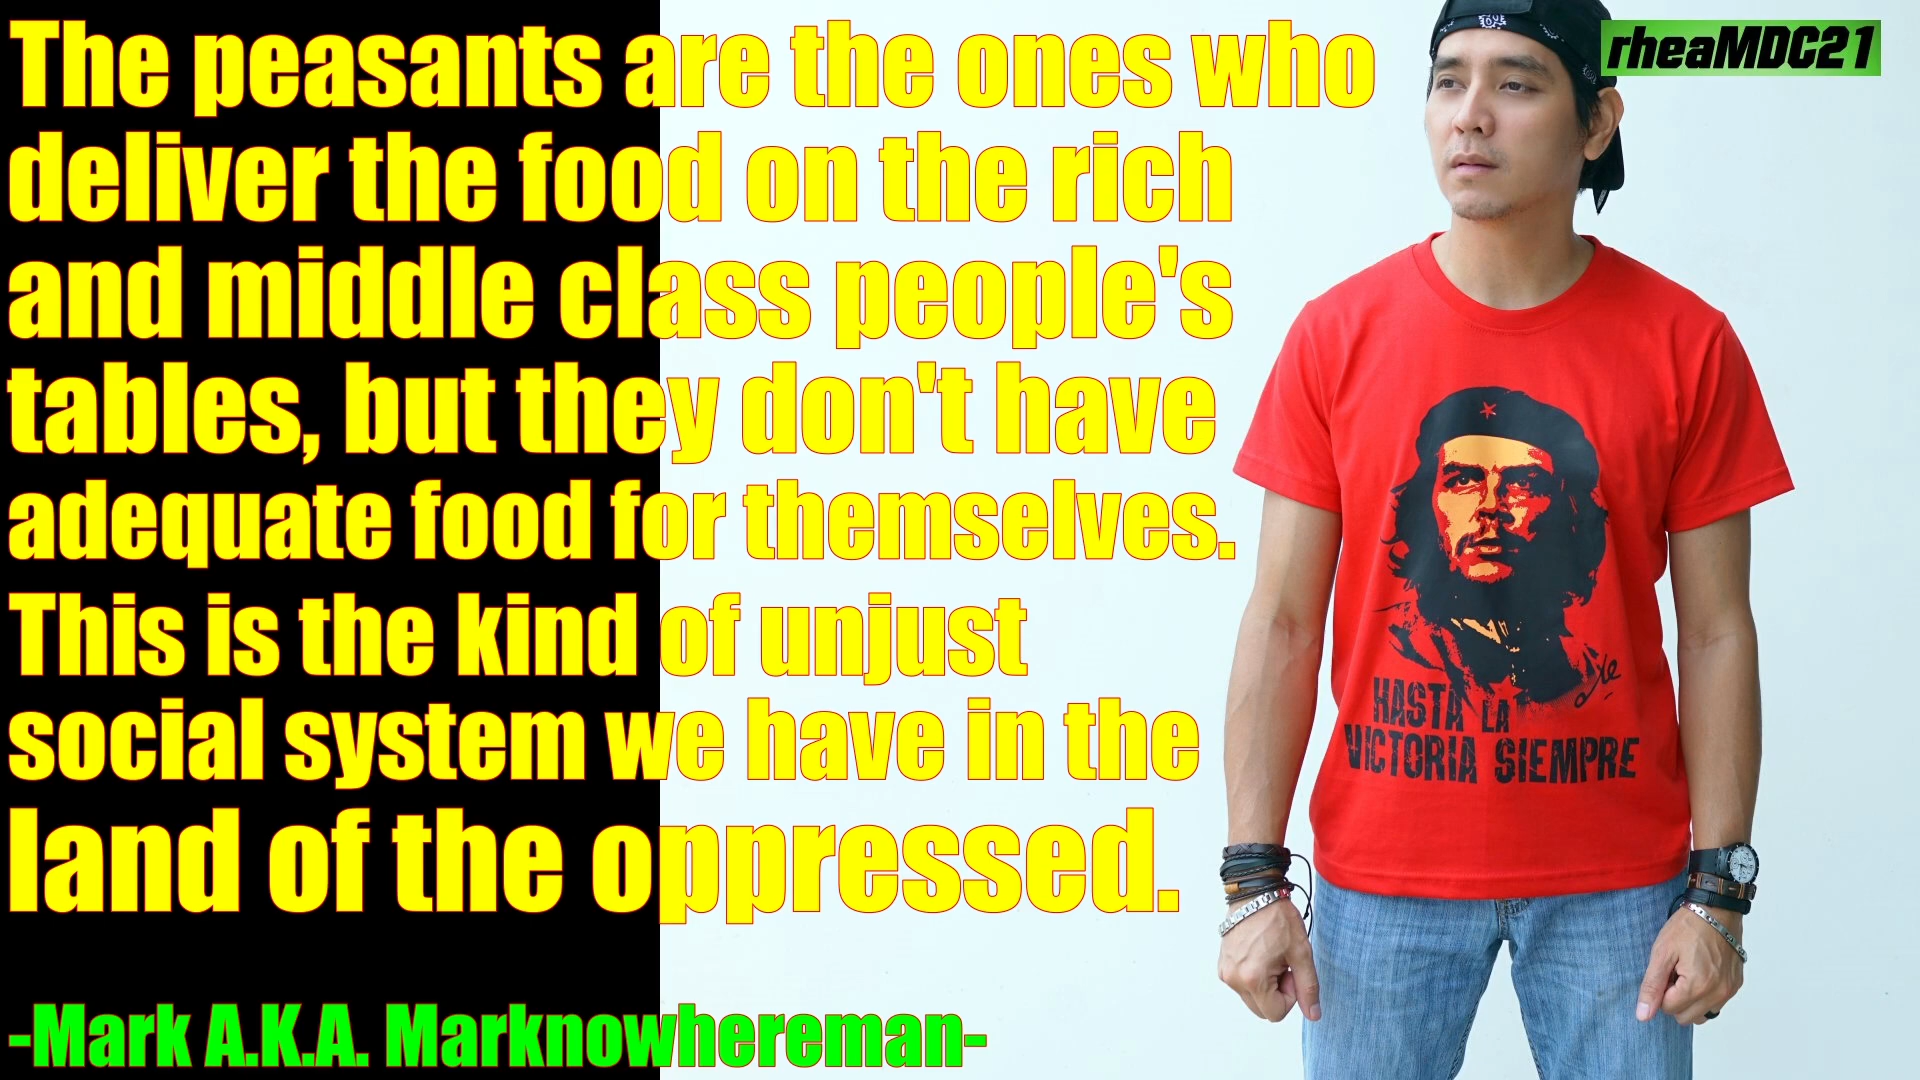 The peasants are the ones who
deliver the food on the rich
and middle class people's
tables, but they don't have
adequate food for themselves.
This is the kind of unjust
social system we have in the
land of the oppressed.
-Mark A.K.A. Marknowhereman-
rheaMDC21
HASTA LA
VICTORIA SIEMPRE
Che